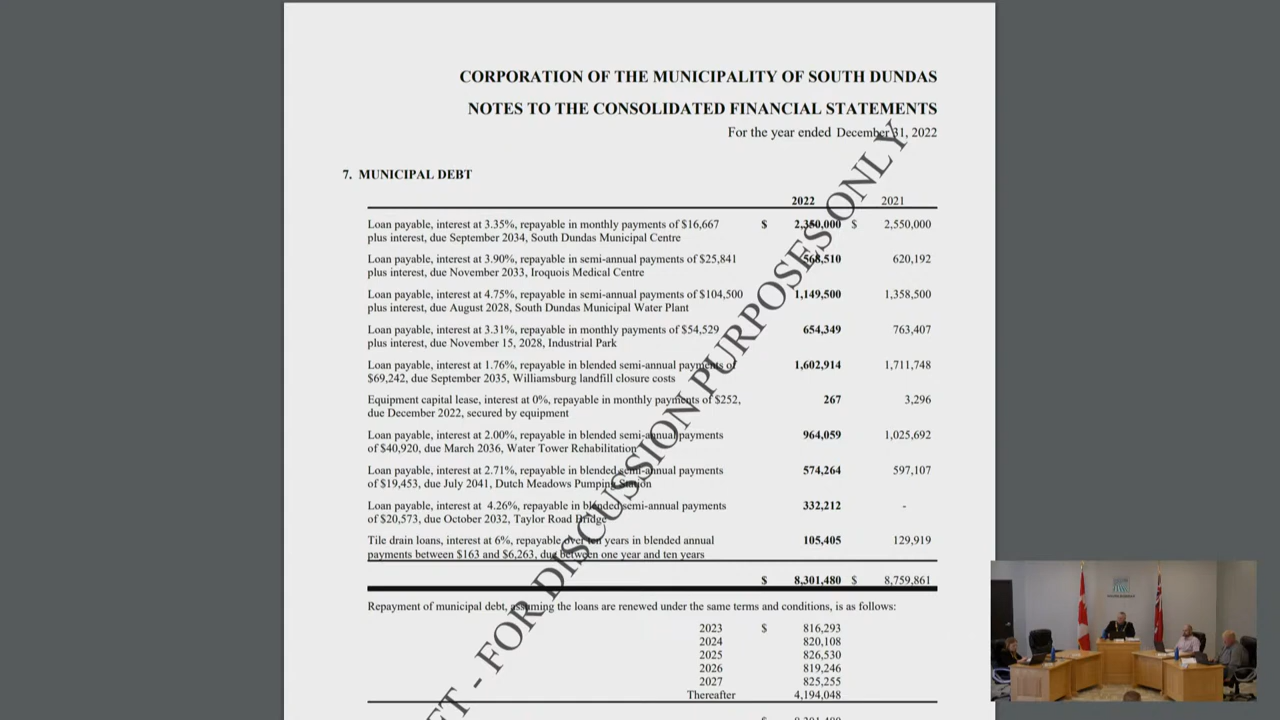 CORPORATION OF THE MUNICIPALITY OF SOUTH DUNDAS
NOTES TO THE CONSOLIDATED FINANCIAL STATEMENTS
For the year ended December 31, 2022
7. MUNICIPAL DEBT
2022 2021
Loan payable, interest at 3.35%, repayable in monthly payments of $16,667 $ 2,350,000 $ 2,550,000
plus interest, due September 2034, South Dundas Municipal Centre
Loan payable, interest at 3.90%, repayable in semi-annual payments of $25,841 568,510 620,192
plus interest, due November 2033, Iroquois Medical Centre
Loan payable, interest at 4.75%, repayable in semi-annual payments of $104,500 1,149,500 1,358,500
plus interest, due August 2028, South Dundas Municipal Water Plant
Loan payable, interest at 3.31%, repayable in monthly payments of $54,529 654,349 763,407
plus interest, due November 15, 2028, Industrial Park
Loan payable, interest at 1.76%, repayable in blended semi-annual payments of 1,602,914 1,711,748
$69,242, due September 2035, Williamsburg landfill closure costs
Equipment capital lease, interest at 0%, repayable in monthly payments of $252, 267 3,296
due December 2022, secured by equipment
Loan payable, interest at 2.00%, repayable in blended semi-annual payments 964,059 1,025,692
of $40,920, due March 2036, Water Tower Rehabilitation
Loan payable, interest at 2.71%, repayable in blended semi-annual payments 574,264 597,107
of $19,453, due July 2041, Dutch Meadows Pumping Station
Loan payable, interest at 4.26%, repayable in blended semi-annual payments 332,212 -
of $20,573, due October 2032, Taylor Road Bridge
Tile drain loans, interest at 6%, repayable over ten years in blended annual 105,405 129,919
payments between $163 and $6,263, due between one year and ten years
$ 8,301,480 $ 8,759,861
Repayment of municipal debt, assuming the loans are renewed under the same terms and conditions, is as follows:
2023 $ 816,293
2024 820,108
2025 826,530
2026 819,246
2027 825,255
Thereafter 4,194,048
- FOR DISCUSSION PURPOSES ONLY